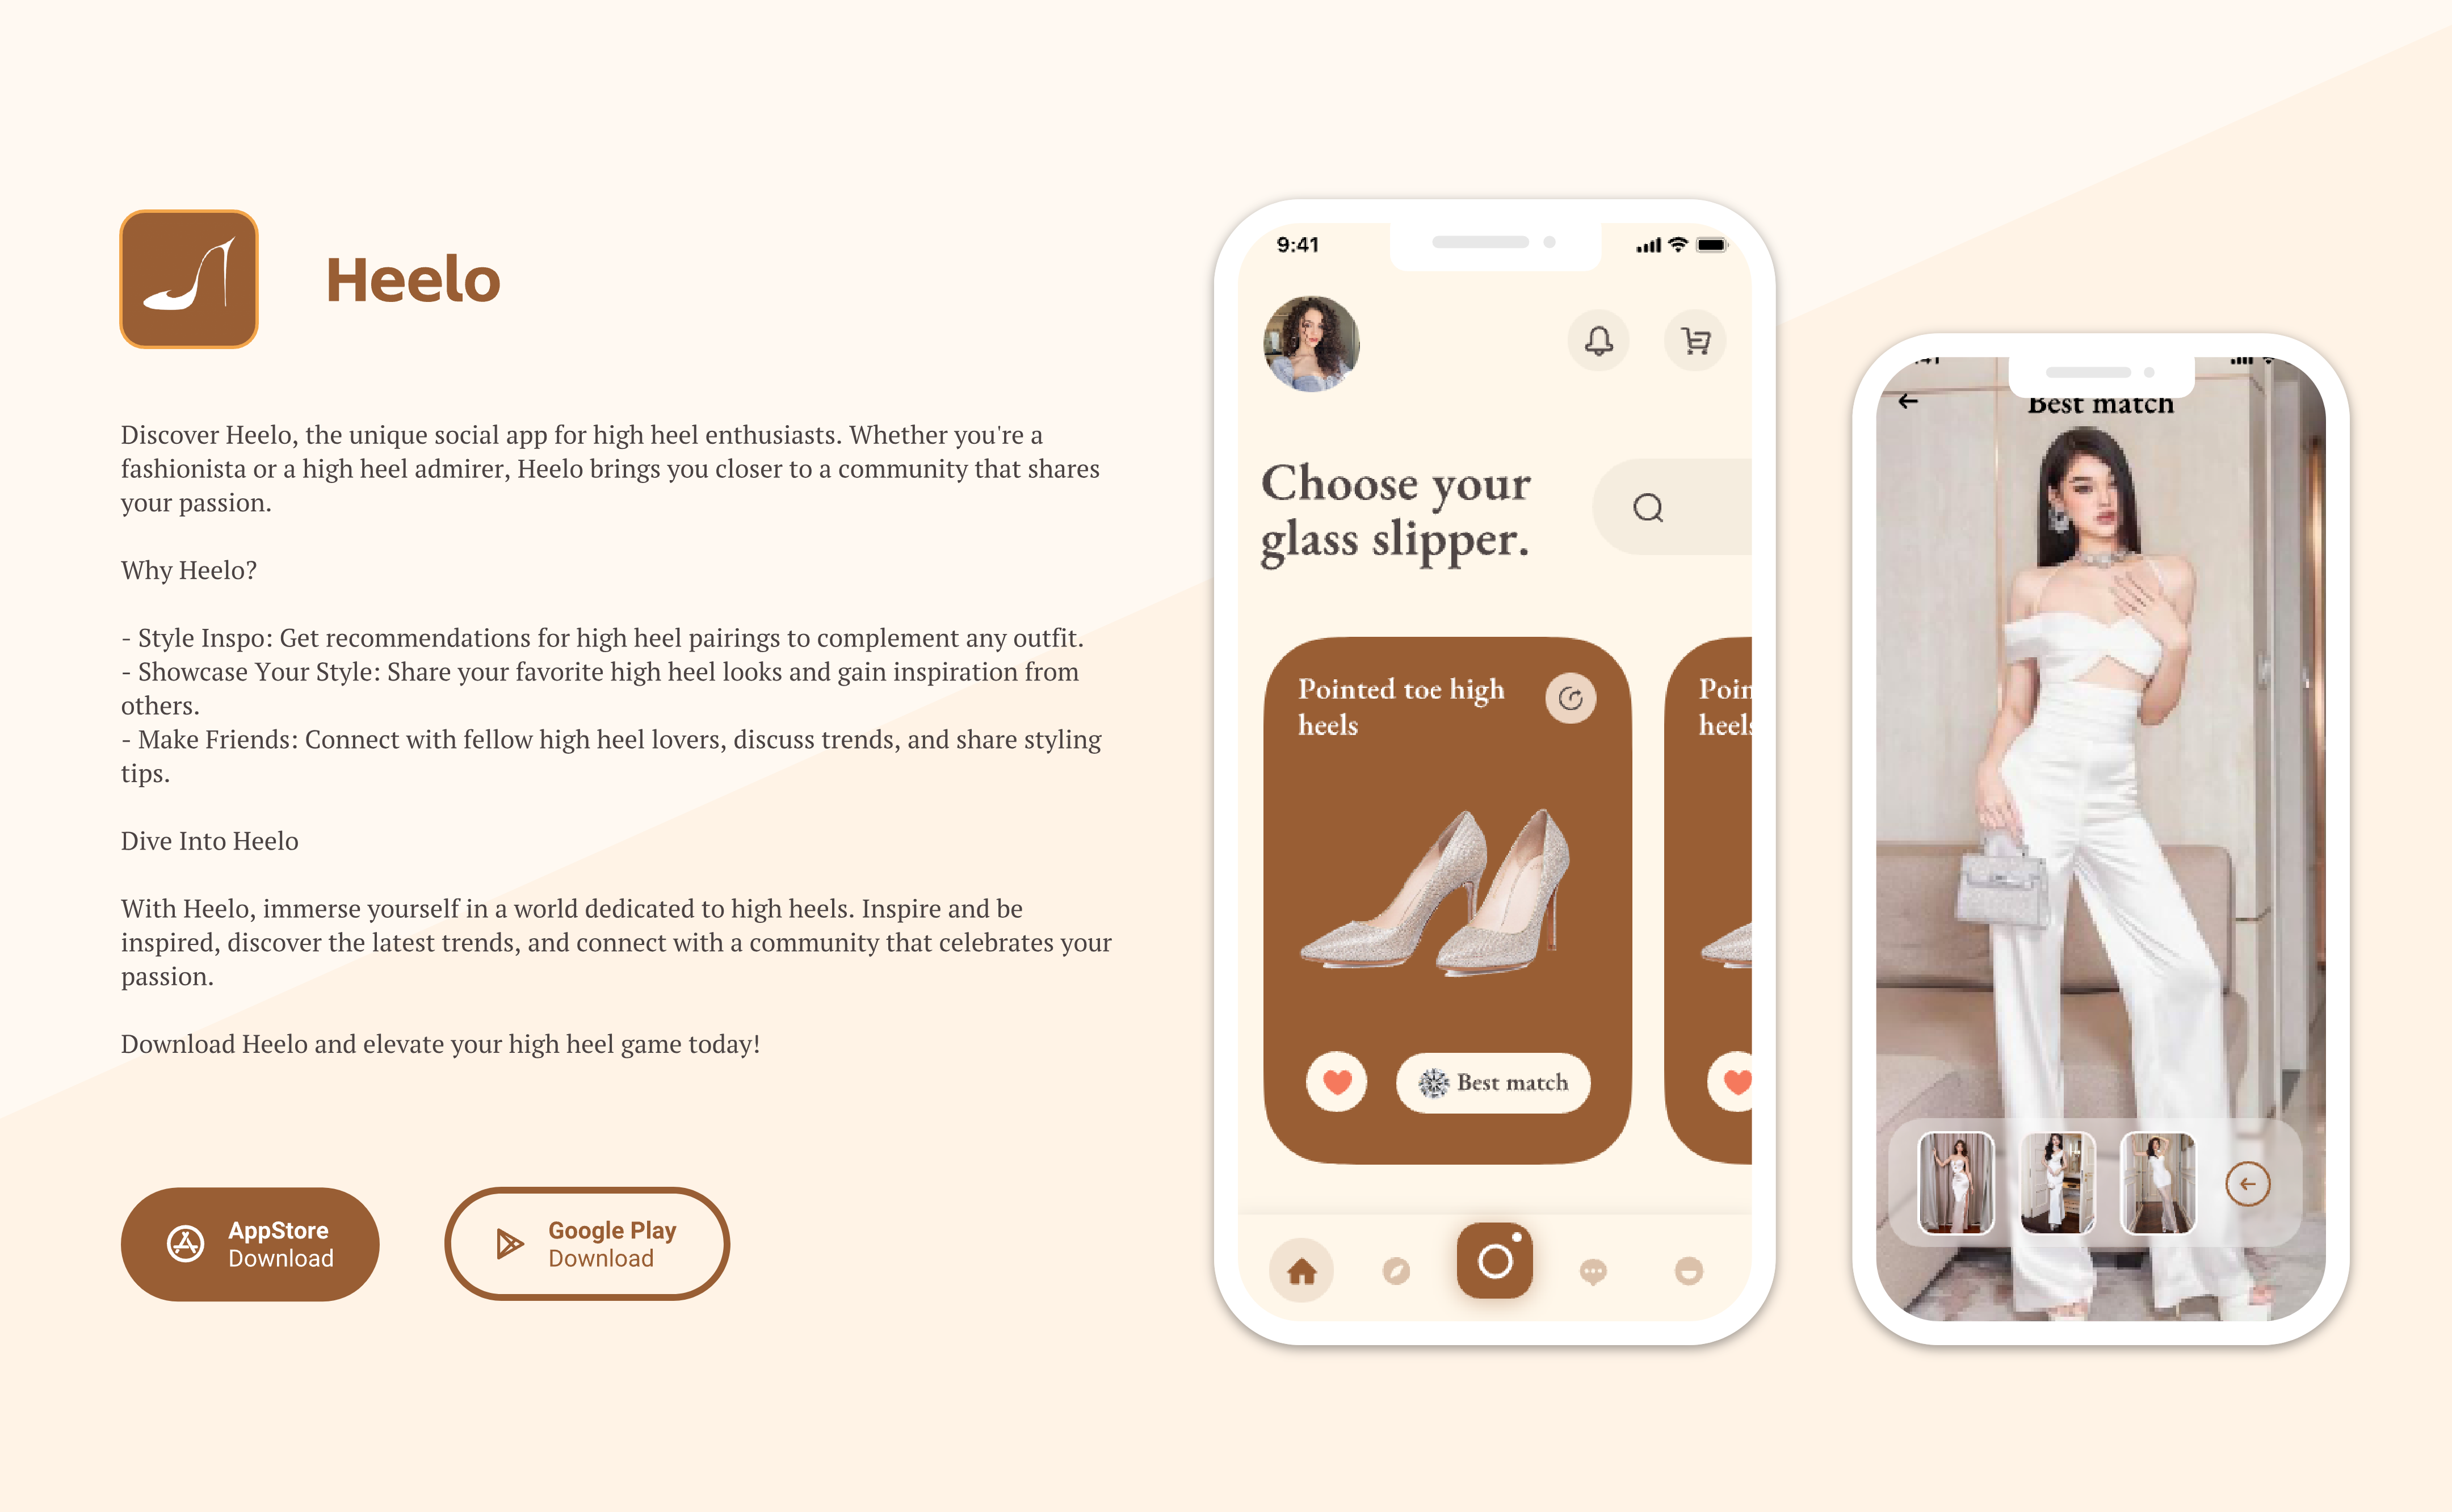 Heelo
Discover Heelo, the unique social app for high heel enthusiasts. Whether you're a
fashionista or a high heel admirer, Heelo brings you closer to a community that shares
your passion.
Why Heelo?
- Style Inspo: Get recommendations for high heel pairings to complement any outfit.
- Showcase Your Style: Share your favorite high heel looks and gain inspiration from
others.
- Make Friends: Connect with fellow high heel lovers, discuss trends, and share styling
tips.
Dive Into Heelo
With Heelo, immerse yourself in a world dedicated to high heels. Inspire and be
inspired, discover the latest trends, and connect with a community that celebrates your
passion.
Download Heelo and elevate your high heel game today!
AppStore
Download
Google Play
Download
9:41
Choose your
glass slipper.
Pointed toe high
heels
Poin
heels
Best match
Best match